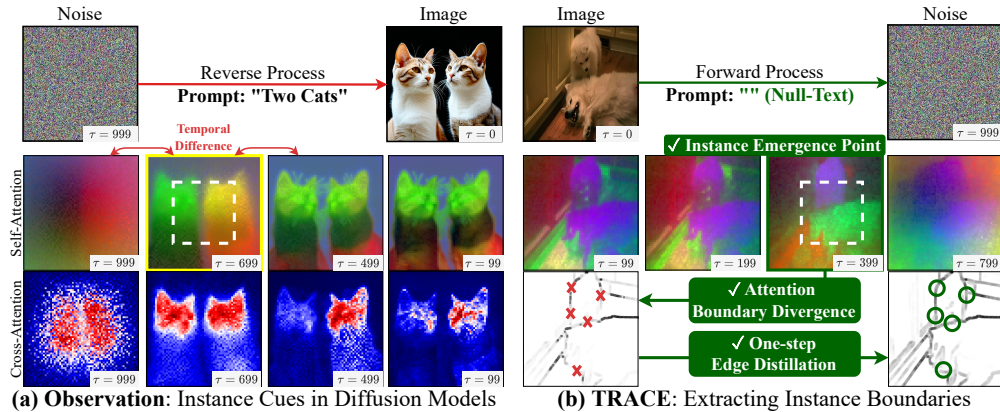 Noise
Image
Image
Noise
Reverse Process
Prompt: "Two Cats"
Forward Process
Prompt: "" (Null-Text)
τ = 999
τ = 0
τ = 0
τ = 999
Temporal
Difference
✓ Instance Emergence Point
Self-Attention
τ = 999
τ = 699
τ = 499
τ = 99
τ = 99
τ = 199
τ = 399
τ = 799
Cross-Attention
τ = 999
τ = 699
τ = 499
τ = 99
✓ Attention
Boundary Divergence
✓ One-step
Edge Distillation
(a) Observation: Instance Cues in Diffusion Models
(b) TRACE: Extracting Instance Boundaries